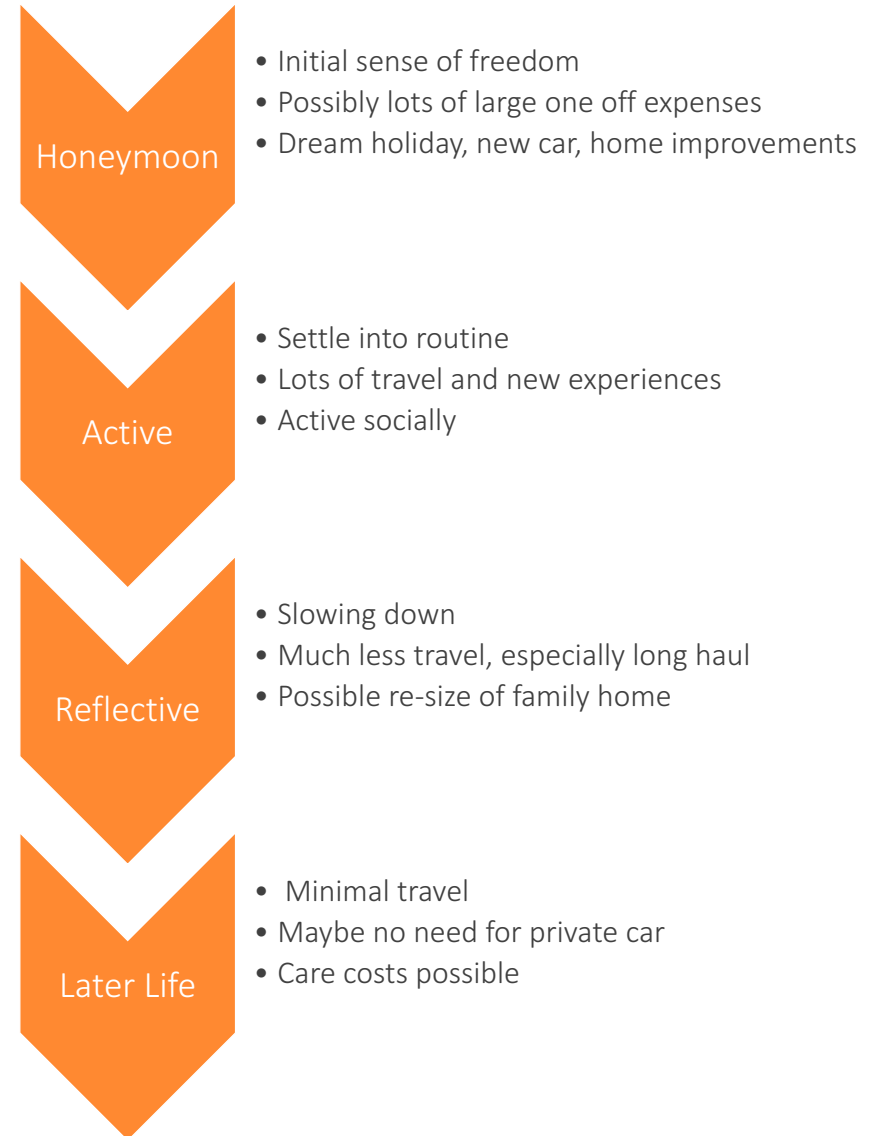 Honeymoon
• Initial sense of freedom
• Possibly lots of large one off expenses
• Dream holiday, new car, home improvements
Active
• Settle into routine
• Lots of travel and new experiences
• Active socially
Reflective
• Slowing down
• Much less travel, especially long haul
• Possible re-size of family home
Later Life
• Minimal travel
• Maybe no need for private car
• Care costs possible